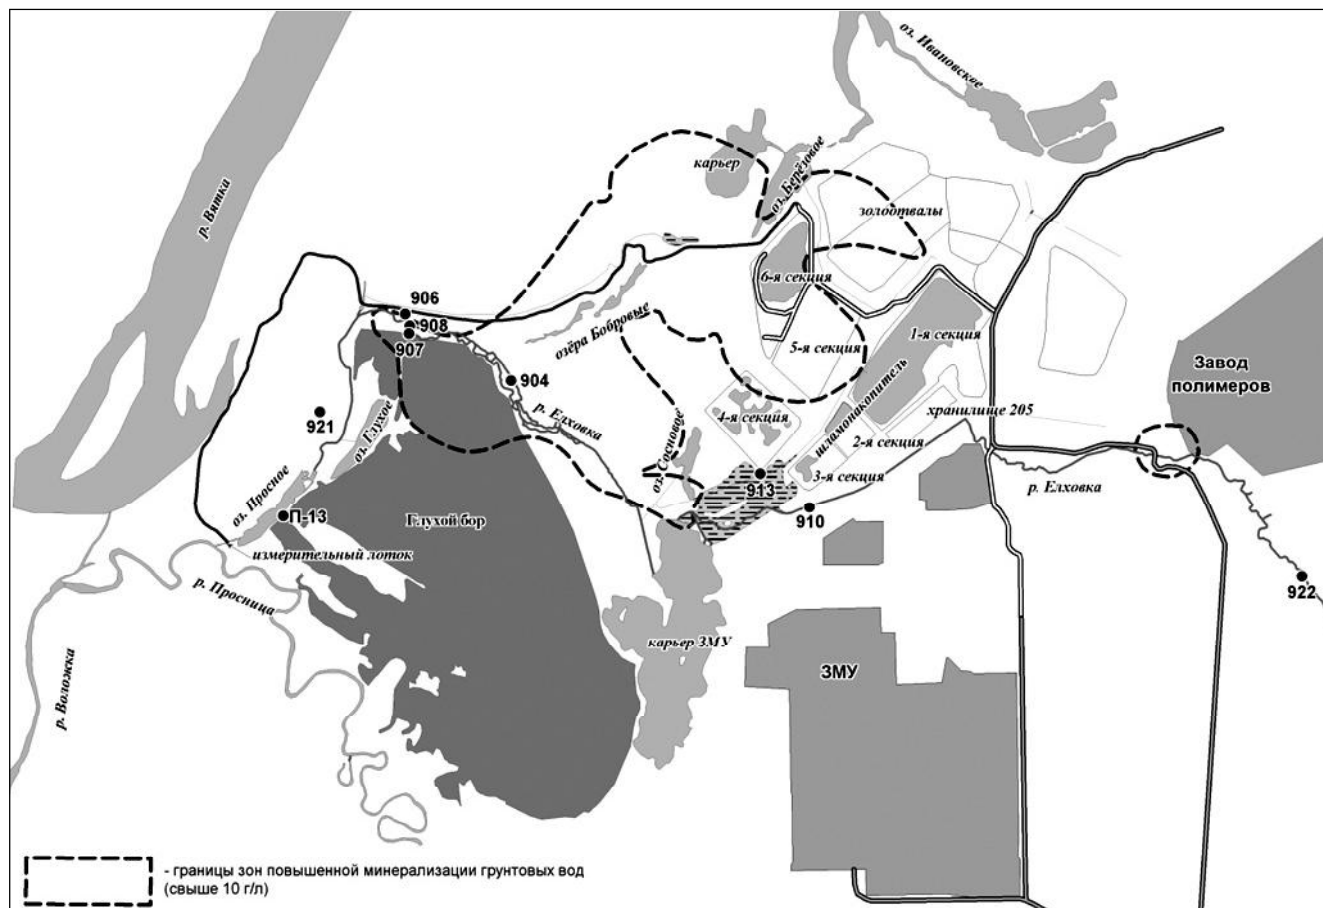 оз. Ивановское
карьер
оз. Берёзовое
р. Вятка
золоотвалы
6-я секция
906
908
907
озёра Бобровые
5-я секция
1-я секция
Завод
полимеров
904
921
р. Елховка
4-я секция
шламонакопитель
хранилище 205
2-я секция
оз. Глухое
оз. Сосновое
3-я секция
913
р. Елховка
оз. Просное
П-13
Глухой бор
910
измерительный лоток
р. Просница
922
карьер ЗМУ
ЗМУ
р. Воложка
- границы зон повышенной минерализации грунтовых вод
(свыше 10 г/л)